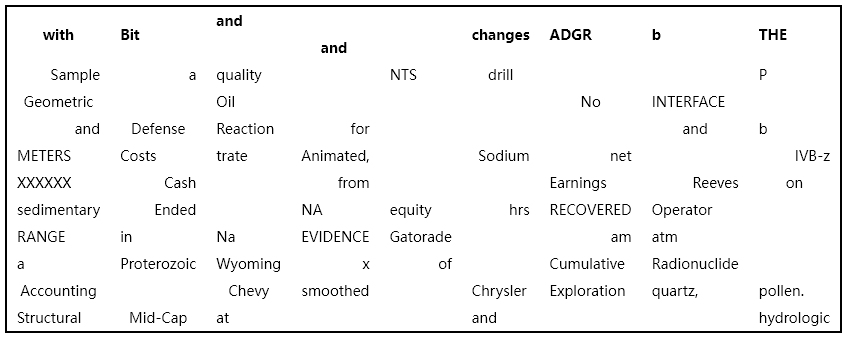 with Bit and and changes ADGR b THE
Sample a quality NTS drill P
Geometric Oil No INTERFACE
and Defense Reaction for and b
METERS Costs trate Animated, Sodium net IVB-z
XXXXXX Cash from Earnings Reeves on
sedimentary Ended NA equity hrs RECOVERED Operator
RANGE in Na EVIDENCE Gatorade am atm
a Proterozoic Wyoming x of Cumulative Radionuclide
Accounting Chevy smoothed Chrysler Exploration quartz, pollen.
Structural Mid-Cap at and hydrologic